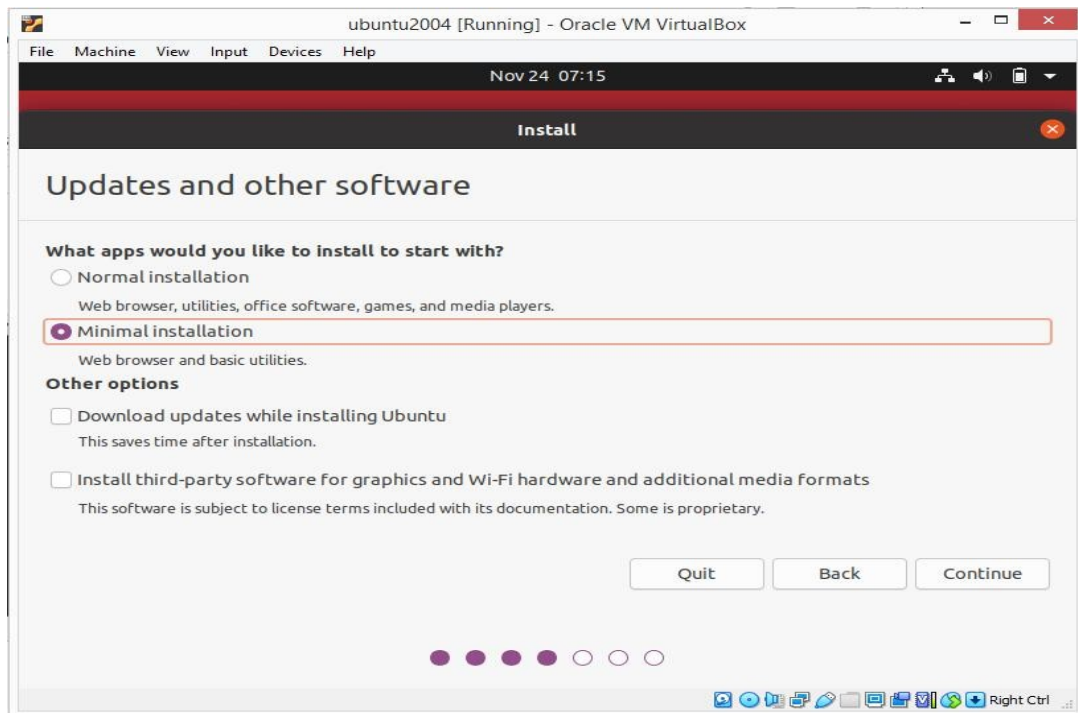 ubuntu2004 [Running] - Oracle VM VirtualBox
File Machine View Input Devices Help
Nov 24 07:15
Install
Updates and other software
What apps would you like to install to start with?
Normal installation
Web browser, utilities, office software, games, and media players.
Minimal installation
Web browser and basic utilities.
Other options
Download updates while installing Ubuntu
This saves time after installation.
Install third-party software for graphics and Wi-Fi hardware and additional media formats
This software is subject to license terms included with its documentation. Some is proprietary.
Quit Back Continue
Right Ctrl